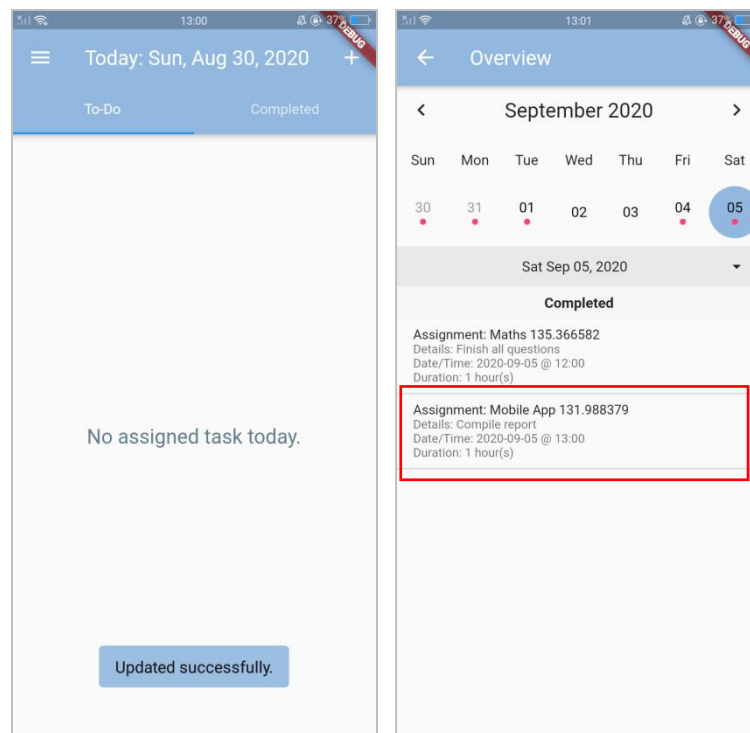 13:00
37%
DEBUG
Today: Sun, Aug 30, 2020
+
To-Do
Completed
No assigned task today.
Updated successfully.
13:01
37%
DEBUG
Overview
September 2020
Sun Mon Tue Wed Thu Fri Sat
30 31 01 02 03 04 05
Sat Sep 05, 2020
Completed
Assignment: Maths 135.366582
Details: Finish all questions
Date/Time: 2020-09-05 @ 12:00
Duration: 1 hour(s)
Assignment: Mobile App 131.988379
Details: Compile report
Date/Time: 2020-09-05 @ 13:00
Duration: 1 hour(s)